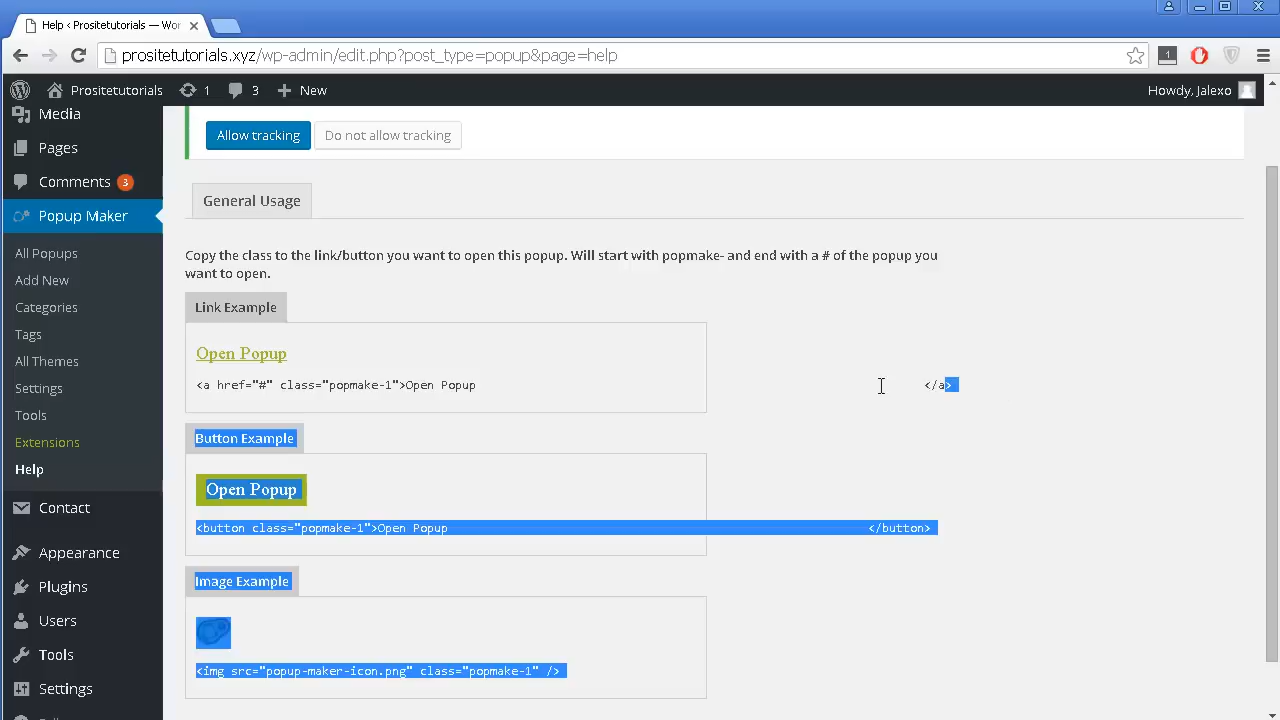 Help ‹ Prositetutorials — Wor
prositetutorials.xyz/wp-admin/edit.php?post_type=popup&page=help
1
Prositetutorials
1
3
New
Howdy, Jalexo
Media
Pages
Comments 3
Popup Maker
All Popups
Add New
Categories
Tags
All Themes
Settings
Tools
Extensions
Help
Contact
Appearance
Plugins
Users
Tools
Settings
Allow tracking
Do not allow tracking
General Usage
Copy the class to the link/button you want to open this popup. Will start with popmake- and end with a # of the popup you
want to open.
Link Example
Open Popup
<a href="#" class="popmake-1">Open Popup </a>
Button Example
Open Popup
<button class="popmake-1">Open Popup </button>
Image Example
<img src="popup-maker-icon.png" class="popmake-1" />